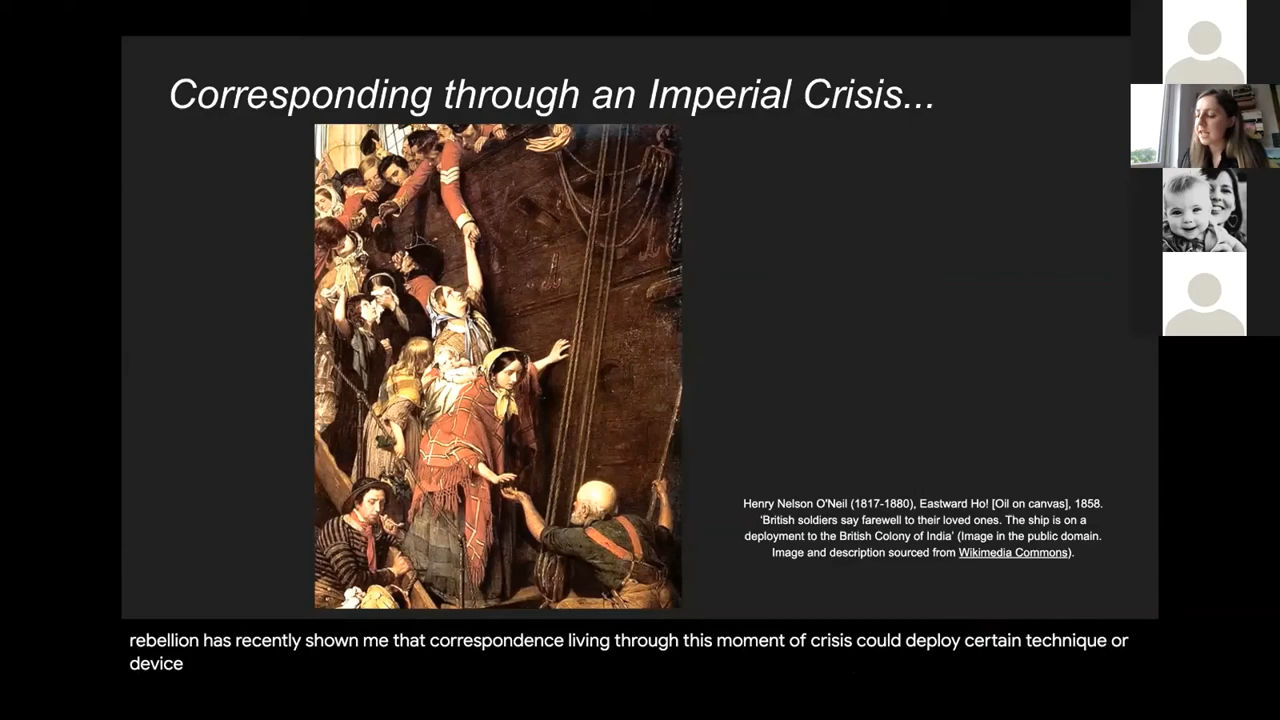 Corresponding through an Imperial Crisis...
Henry Nelson O'Neil (1817-1880), Eastward Ho! [Oil on canvas], 1858.
'British soldiers say farewell to their loved ones. The ship is on a
deployment to the British Colony of India' (Image in the public domain.
Image and description sourced from Wikimedia Commons).
rebellion has recently shown me that correspondence living through this moment of crisis could deploy certain technique or
device